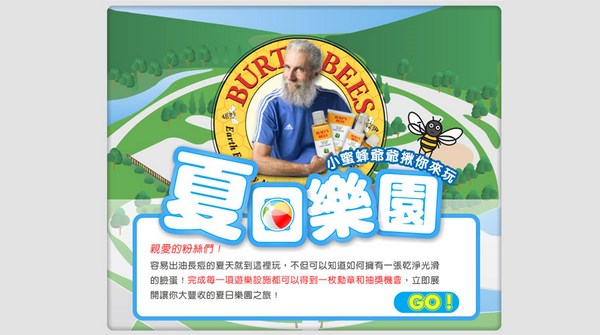 BURT'S BEES
小蜜蜂爺爺揪你來玩
夏日樂園
親愛的粉絲們！
容易出油長痘的夏天就到這裡玩，不但可以知道如何擁有一張乾淨光滑
的臉蛋！完成每一項遊樂設施都可以得到一枚勳章和抽獎機會，立即展
開讓你大豐收的夏日樂園之旅！
GO！